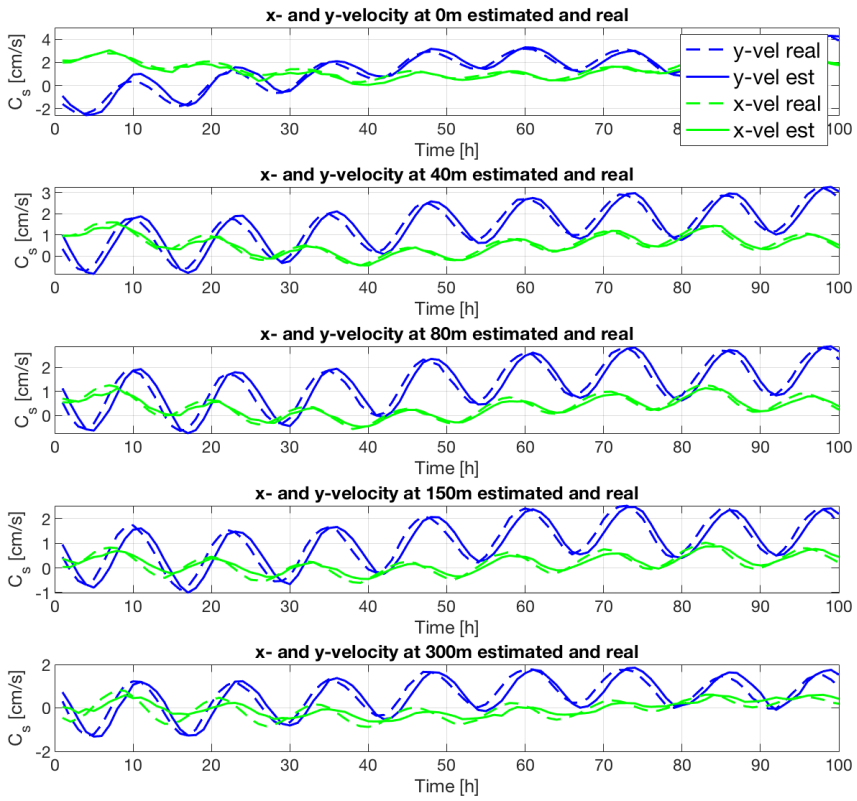 x- and y-velocity at 0m estimated and real
C_s [cm/s]
4
2
0
-2
0 10 20 30 40 50 60 70 80 90 100
Time [h]
y-vel real
y-vel est
x-vel real
x-vel est
x- and y-velocity at 40m estimated and real
C_s [cm/s]
3
2
1
0
0 10 20 30 40 50 60 70 80 90 100
Time [h]
x- and y-velocity at 80m estimated and real
C_s [cm/s]
2
1
0
0 10 20 30 40 50 60 70 80 90 100
Time [h]
x- and y-velocity at 150m estimated and real
C_s [cm/s]
2
1
0
-1
0 10 20 30 40 50 60 70 80 90 100
Time [h]
x- and y-velocity at 300m estimated and real
C_s [cm/s]
2
0
-2
0 10 20 30 40 50 60 70 80 90 100
Time [h]